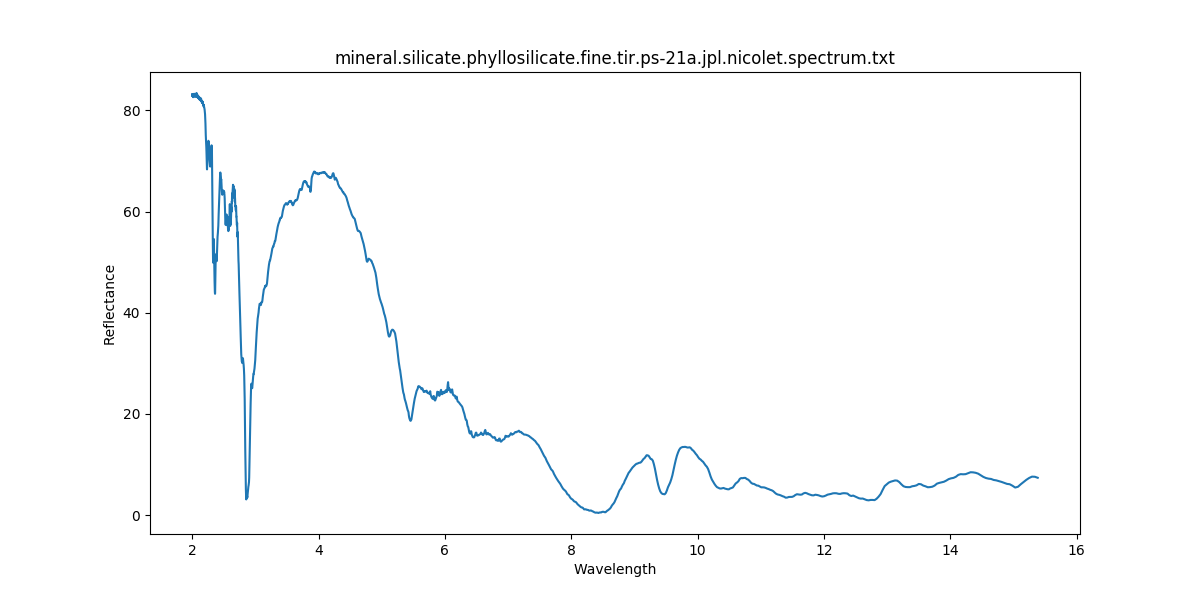 mineral.silicate.phyllosilicate.fine.tir.ps-21a.jpl.nicolet.spectrum.txt
80
60
40
20
0
Reflectance
2 4 6 8 10 12 14 16
Wavelength